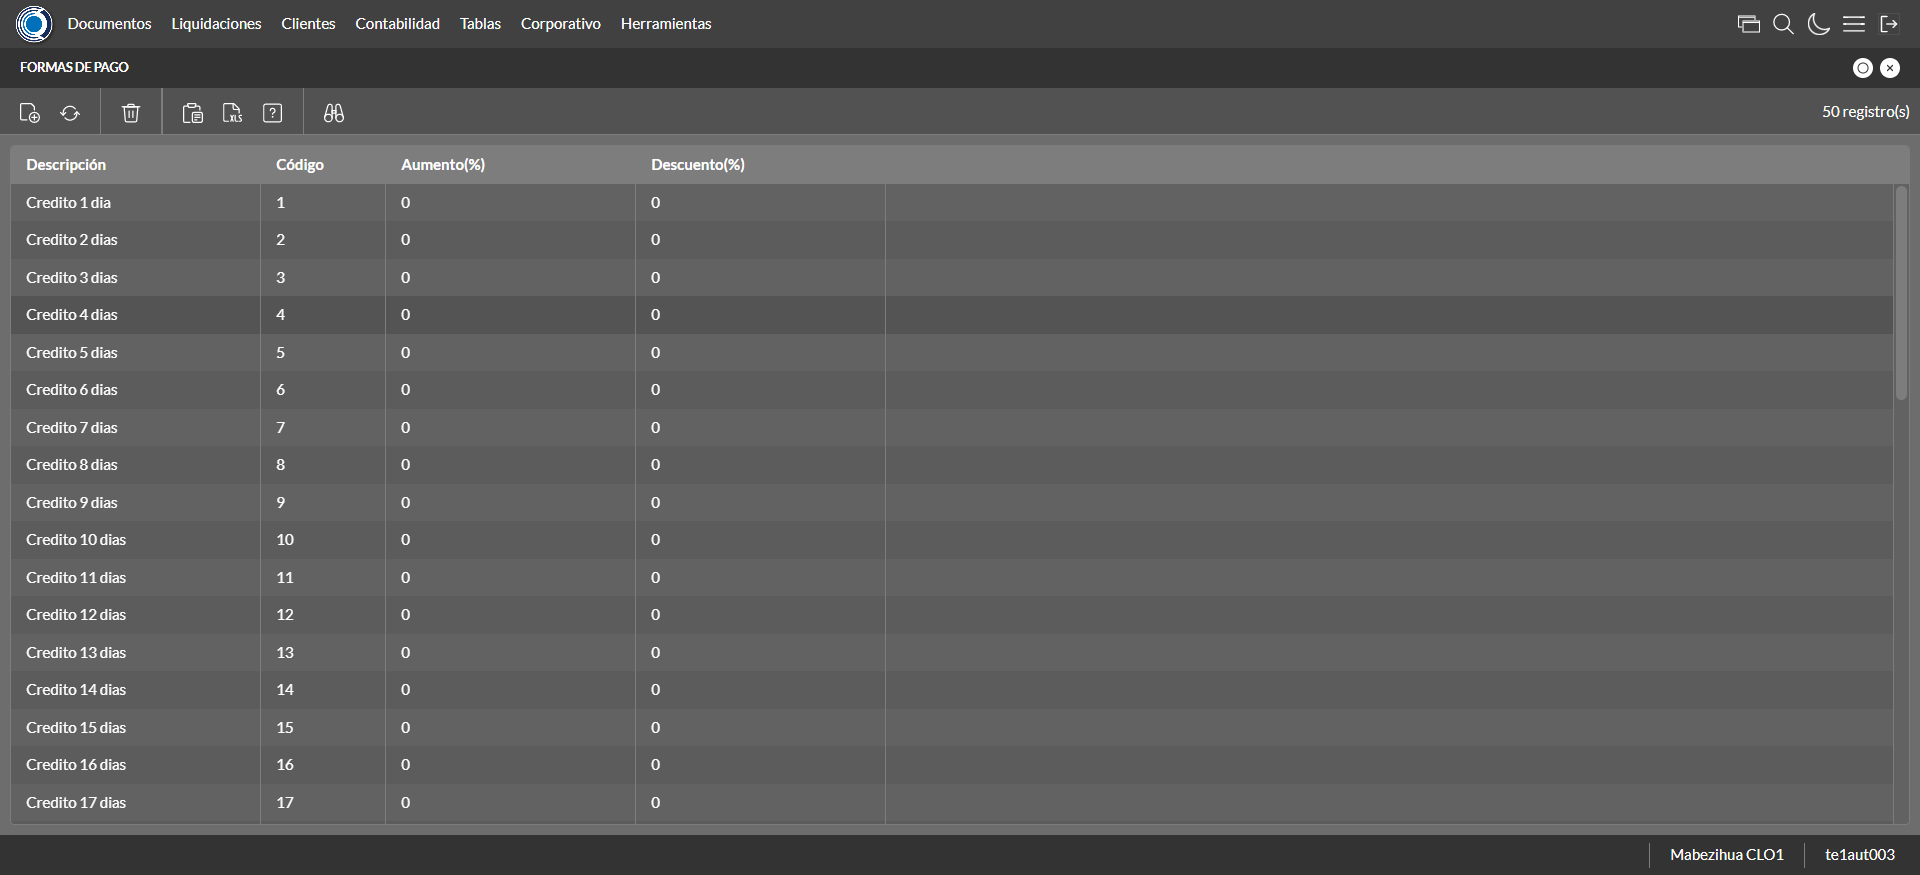 Documentos Liquidaciones Clientes Contabilidad Tablas Corporativo Herramientas
FORMAS DE PAGO
XLS ? 50 registro(s)
Descripción Código Aumento(%) Descuento(%)
Credito 1 dia 1 0 0
Credito 2 dias 2 0 0
Credito 3 dias 3 0 0
Credito 4 dias 4 0 0
Credito 5 dias 5 0 0
Credito 6 dias 6 0 0
Credito 7 dias 7 0 0
Credito 8 dias 8 0 0
Credito 9 dias 9 0 0
Credito 10 dias 10 0 0
Credito 11 dias 11 0 0
Credito 12 dias 12 0 0
Credito 13 dias 13 0 0
Credito 14 dias 14 0 0
Credito 15 dias 15 0 0
Credito 16 dias 16 0 0
Credito 17 dias 17 0 0
Mabezihua CLO1 te1aut003